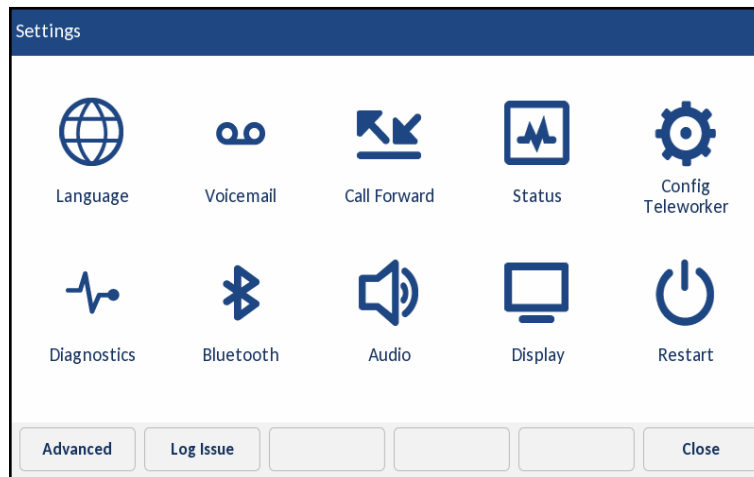 Settings
Language
Voicemail
Call Forward
Status
Config
Teleworker
Diagnostics
Bluetooth
Audio
Display
Restart
Advanced
Log Issue
Close